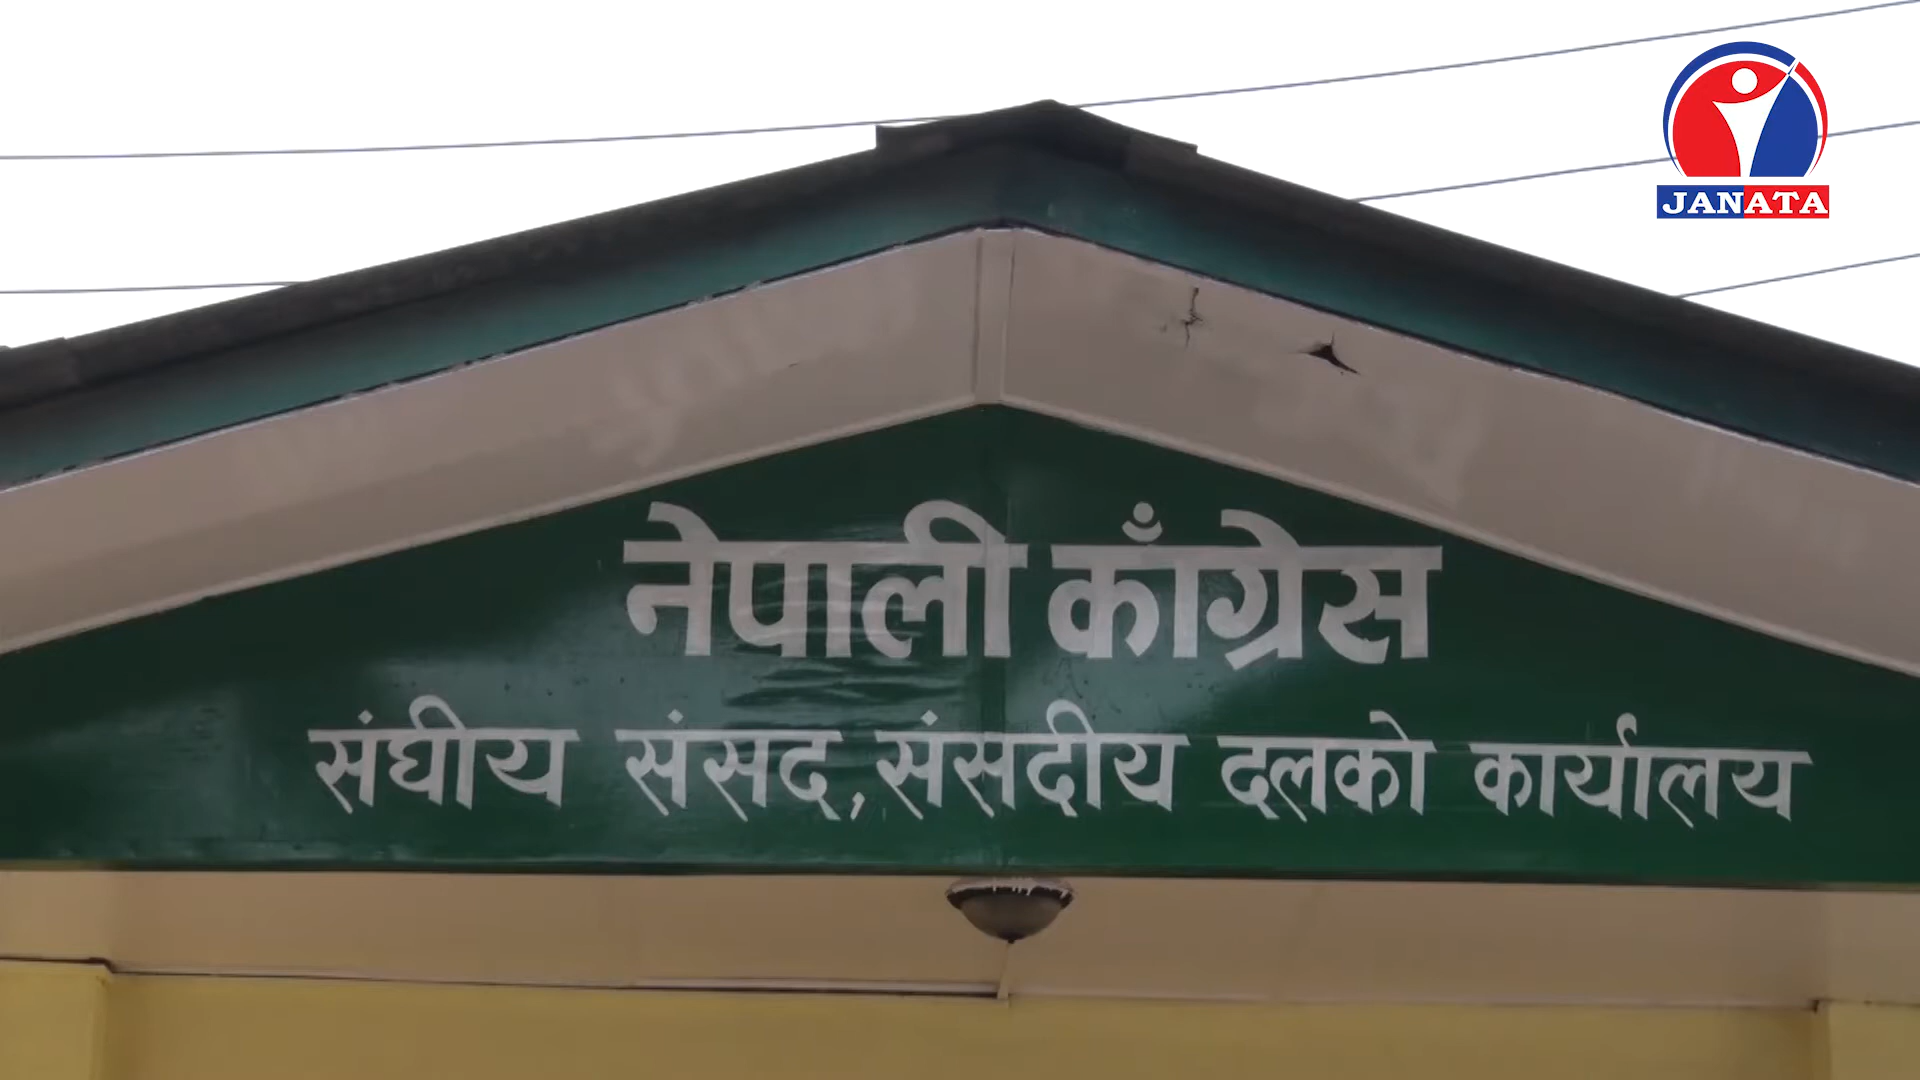 JANATA
नेपाली काँग्रेस
संघीय संसद, संसदीय दलको कार्यालय